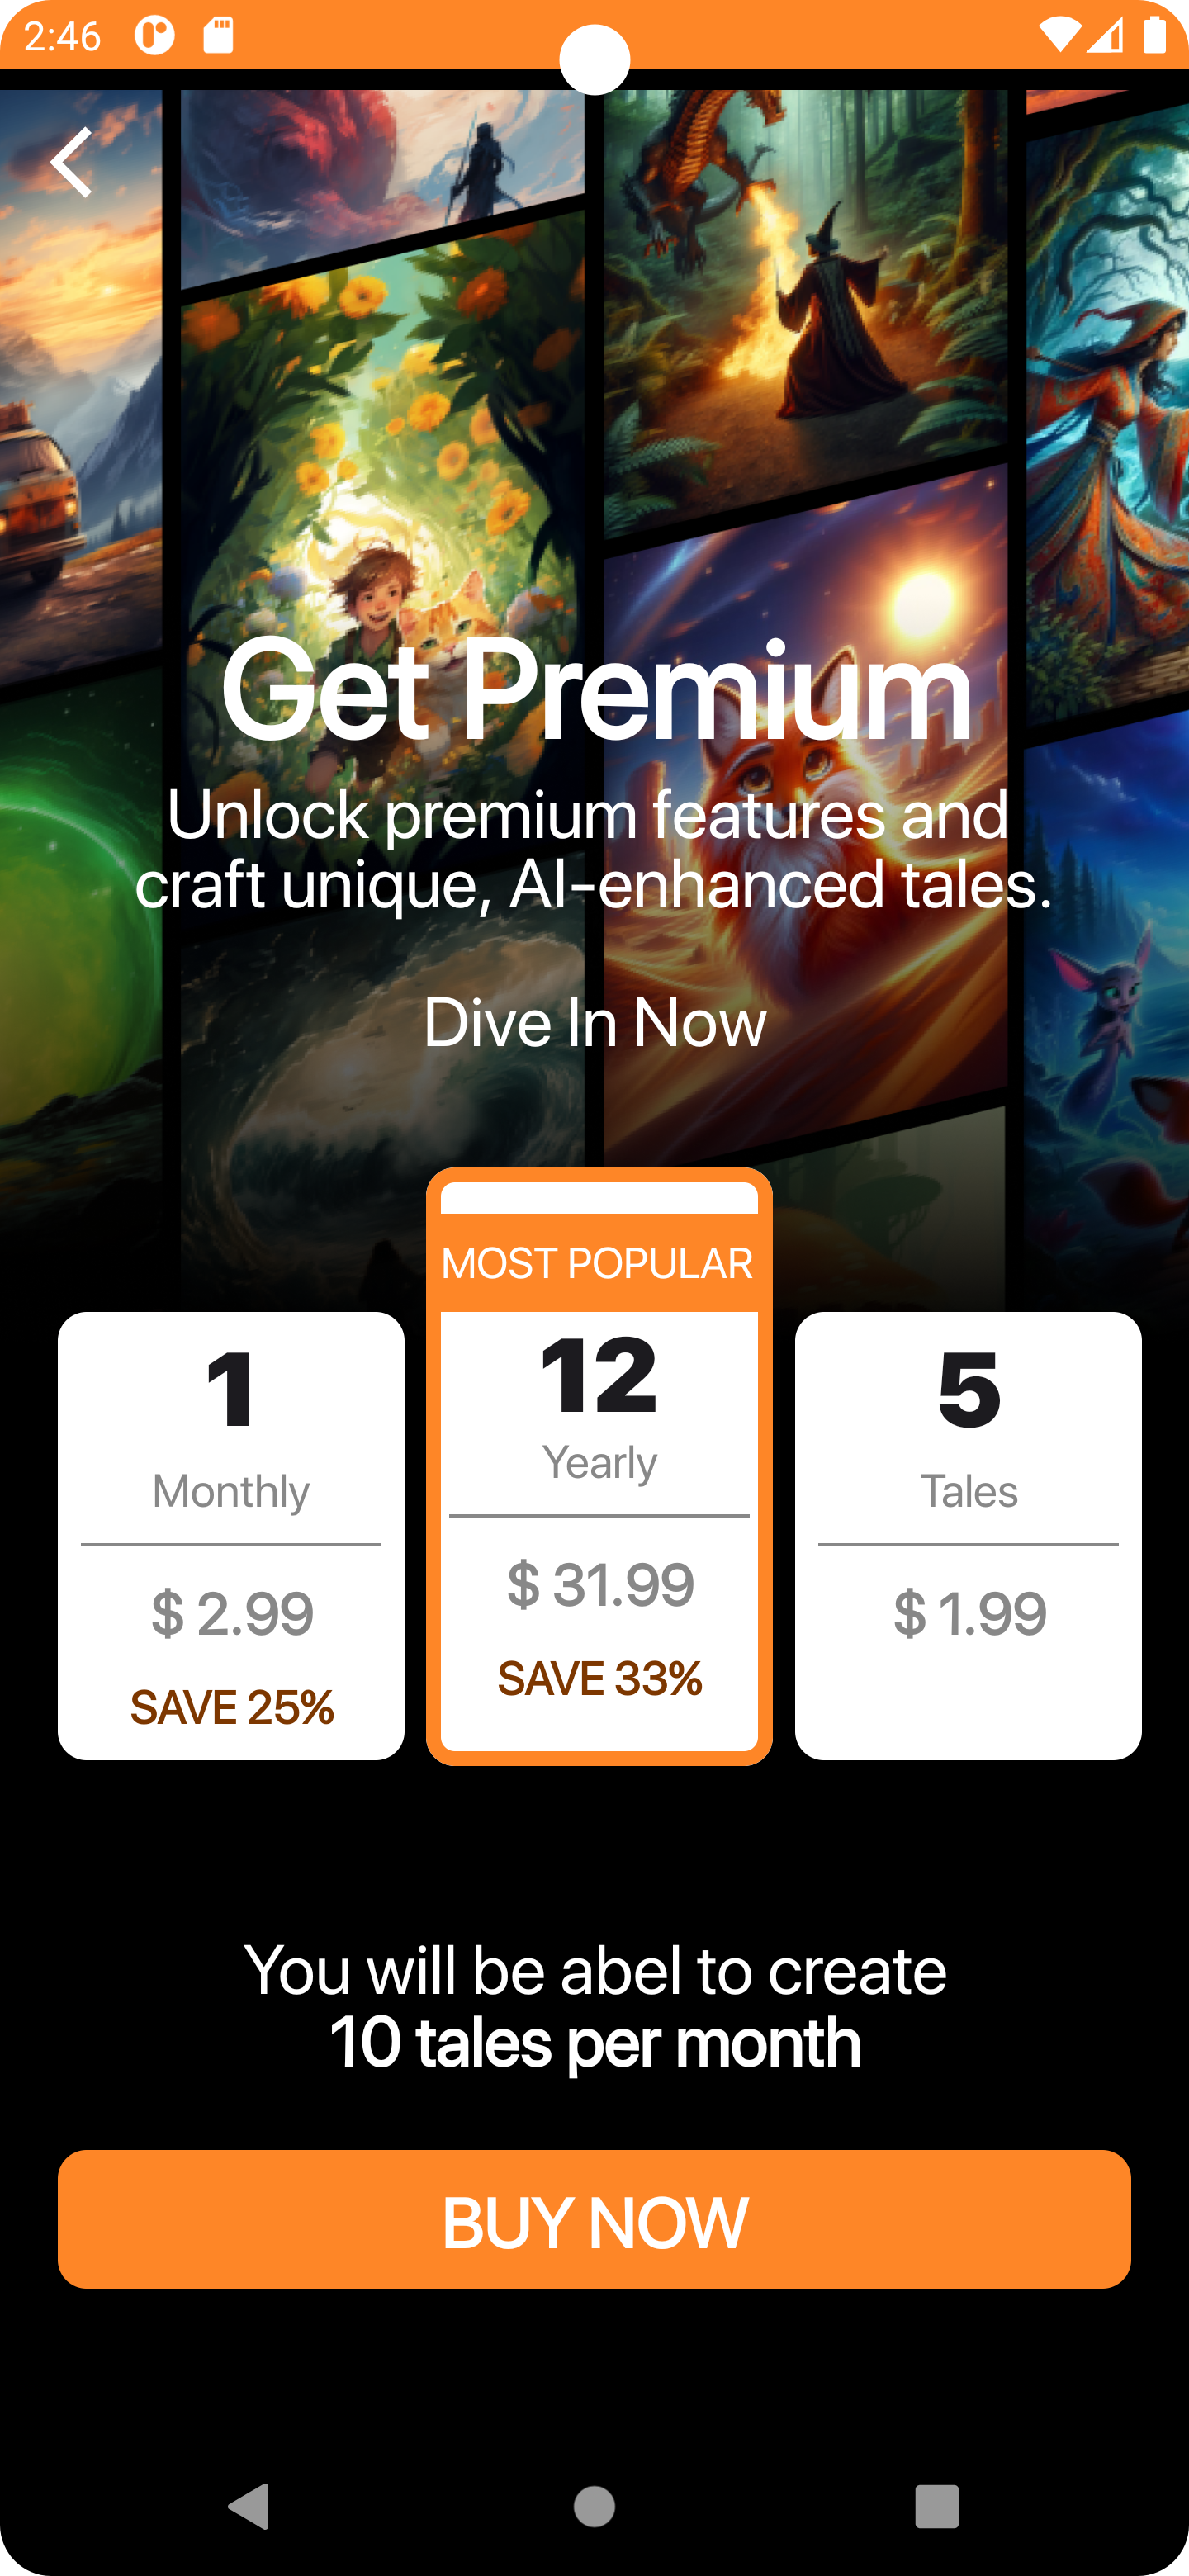 2:46
Get Premium
Unlock premium features and
craft unique, AI-enhanced tales.
Dive In Now
1
Monthly
$ 2.99
SAVE 25%
MOST POPULAR
12
Yearly
$ 31.99
SAVE 33%
5
Tales
$ 1.99
You will be abel to create
10 tales per month
BUY NOW